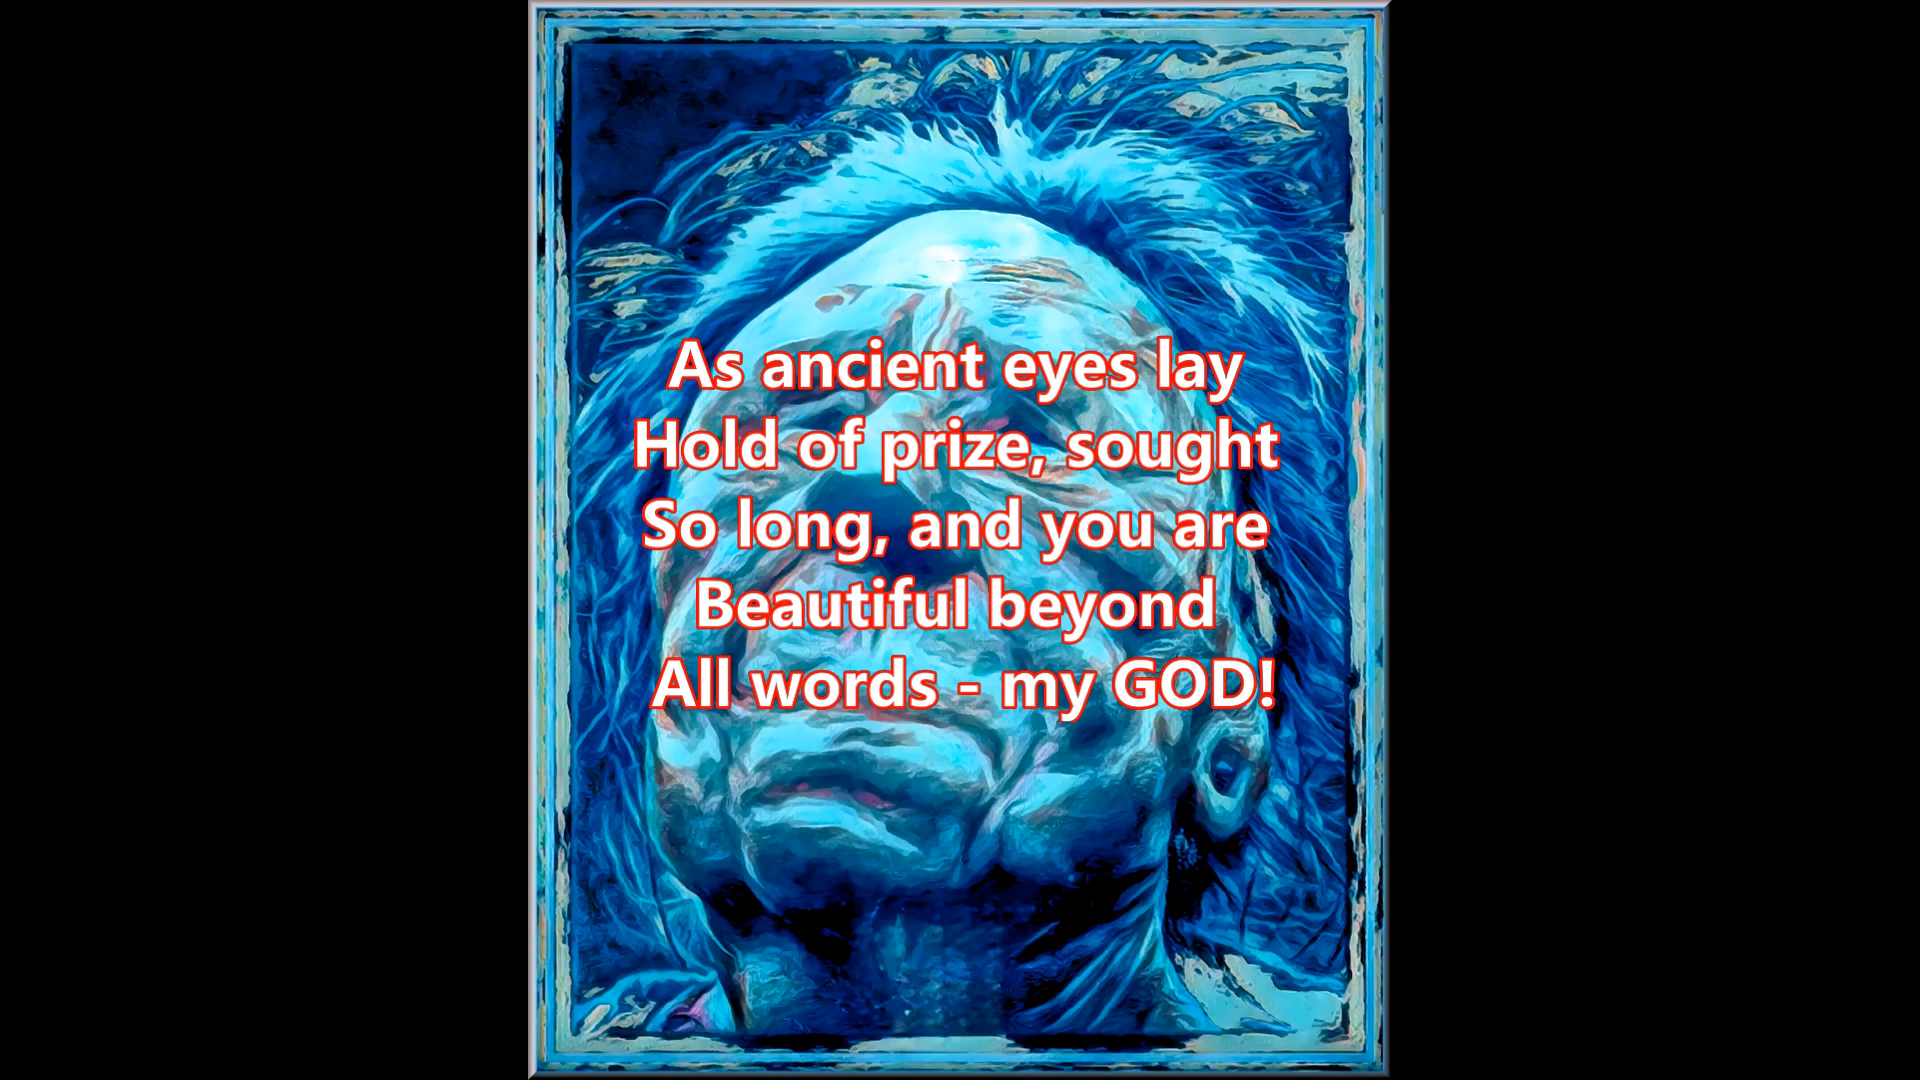 As ancient eyes lay
Hold of prize, sought
So long, and you are
Beautiful beyond
All words - my GOD!